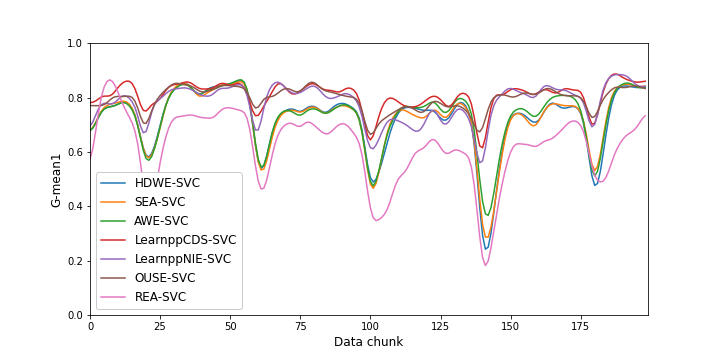 1.0
0.8
0.6
0.4
0.2
0.0
G-mean1
HDWE-SVC
SEA-SVC
AWE-SVC
LearnppCDS-SVC
LearnppNIE-SVC
OUSE-SVC
REA-SVC
0 25 50 75 100 125 150 175
Data chunk